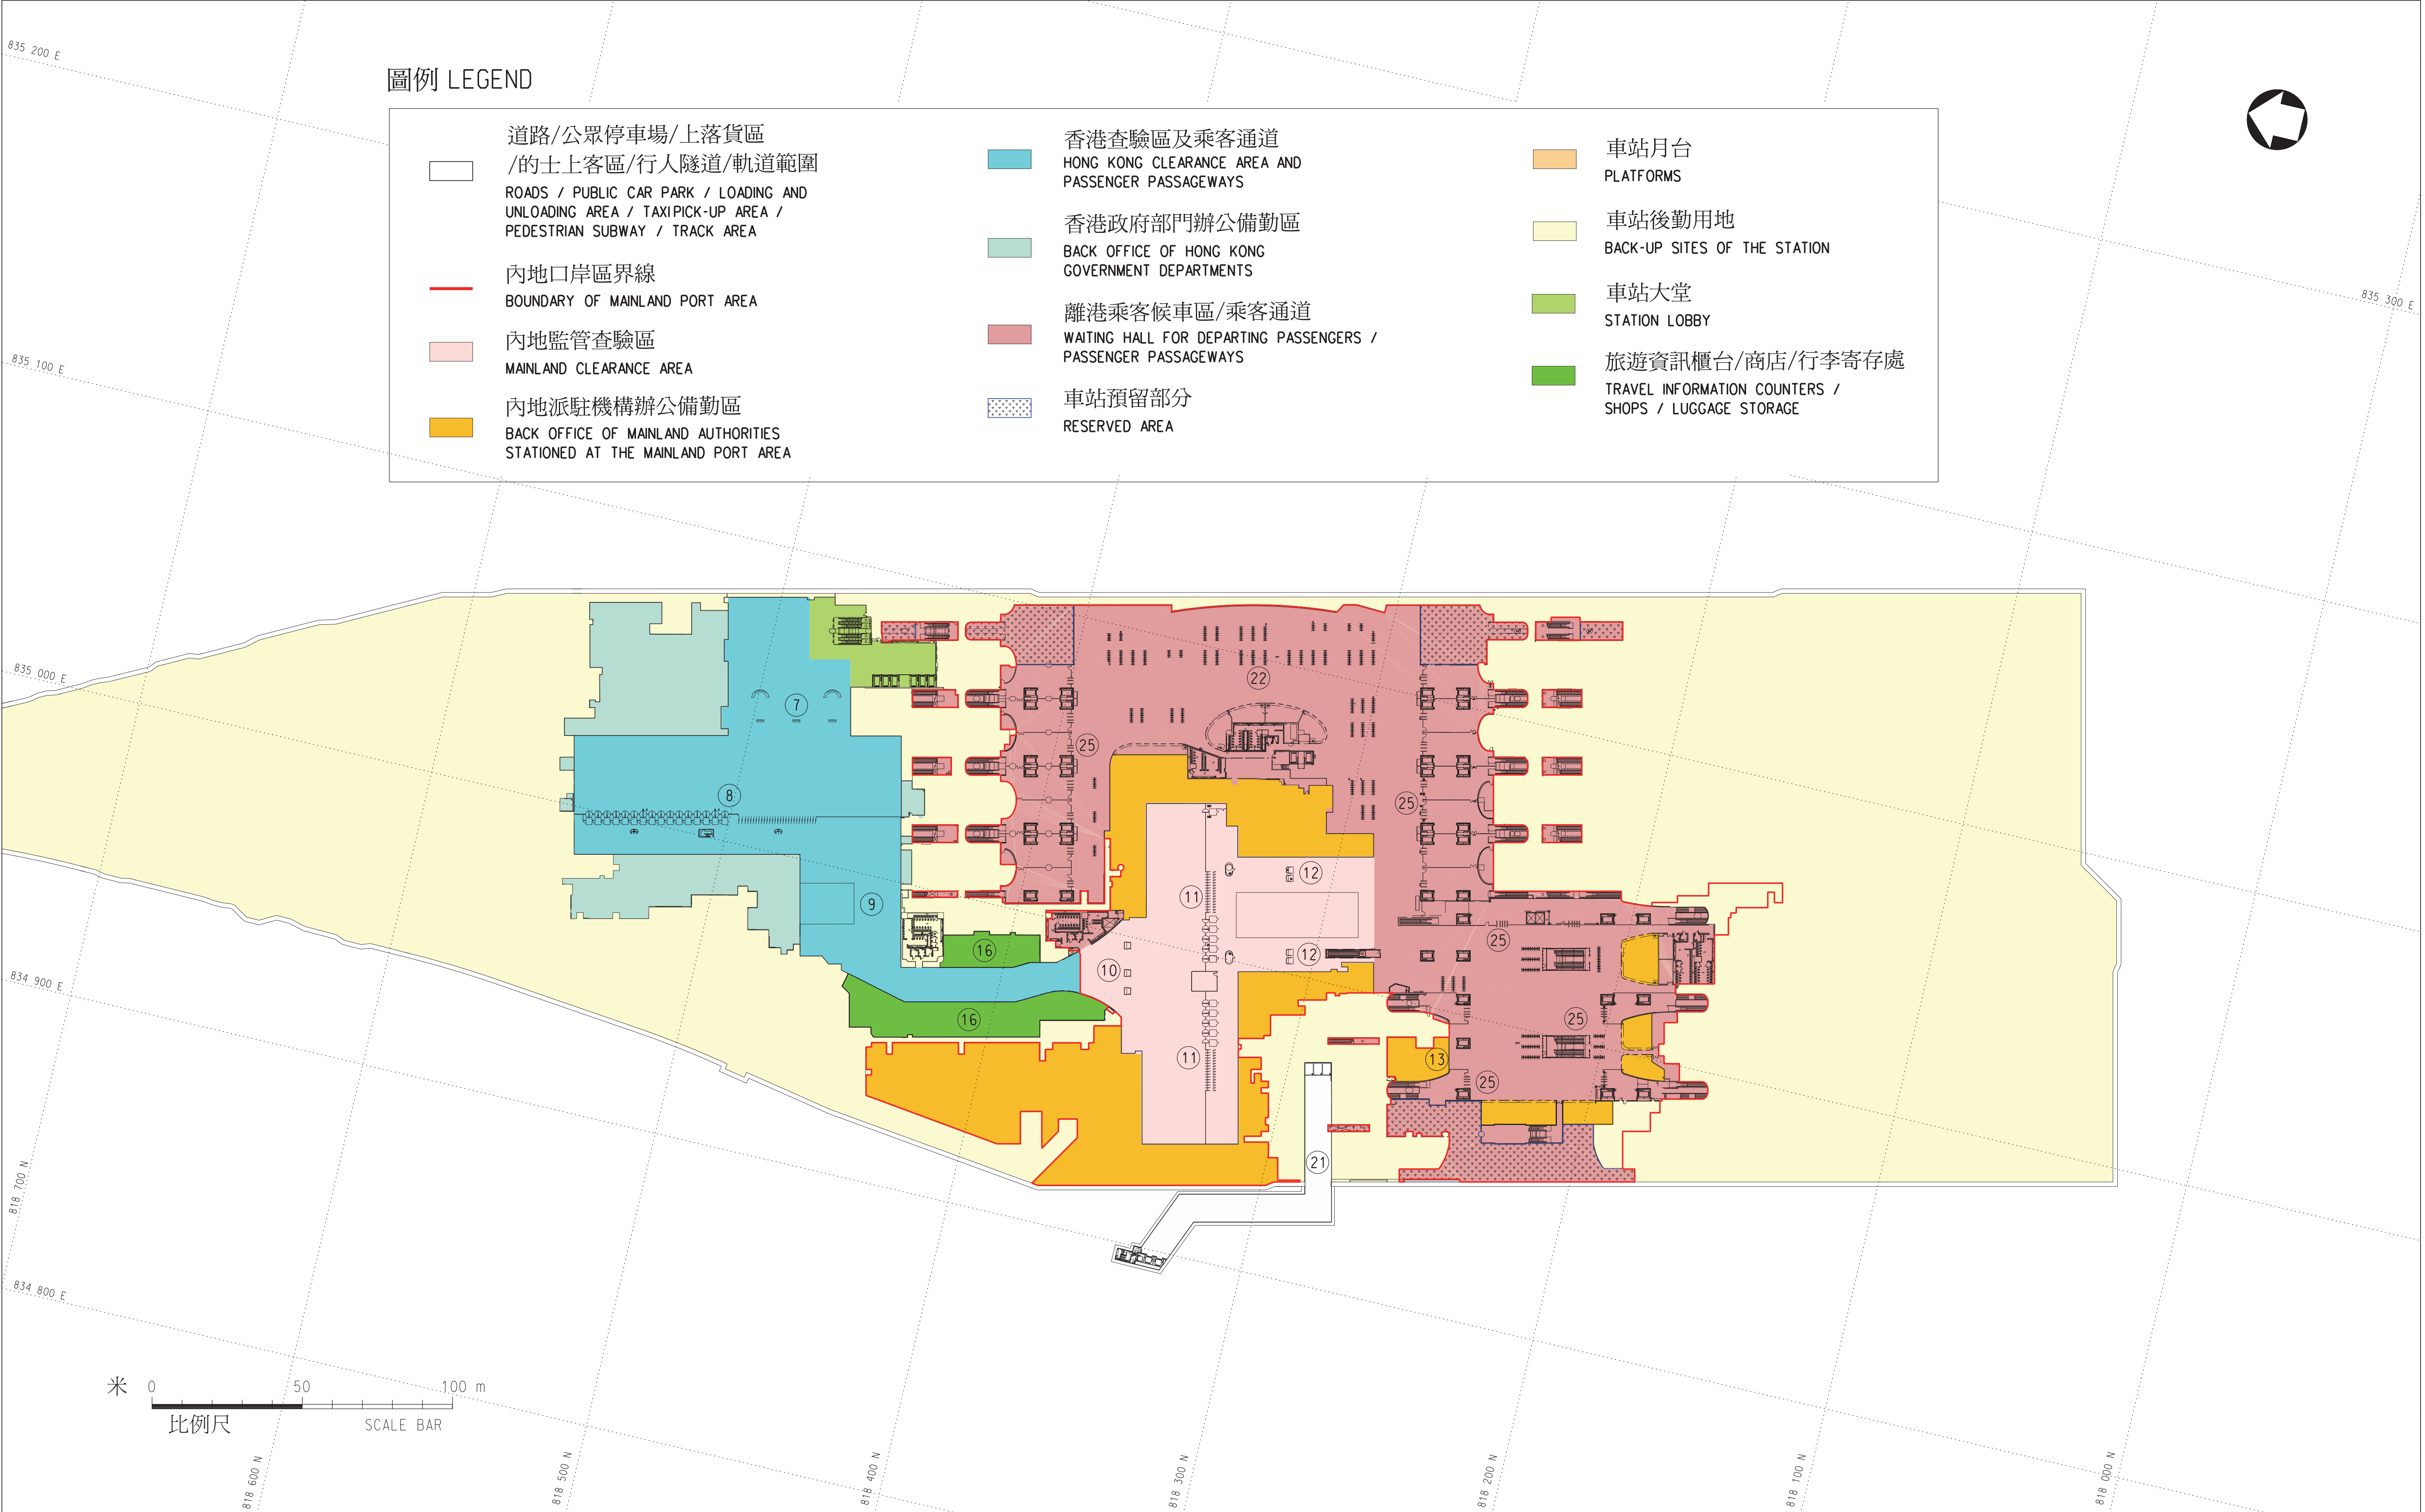 835 200 E
圖例 LEGEND
道路/公眾停車場/上落貨區
/的士上客區/行人隧道/軌道範圍
ROADS / PUBLIC CAR PARK / LOADING AND
UNLOADING AREA / TAXI PICK-UP AREA /
PEDESTRIAN SUBWAY / TRACK AREA
內地口岸區界線
BOUNDARY OF MAINLAND PORT AREA
內地監管查驗區
MAINLAND CLEARANCE AREA
內地派駐機構辦公備勤區
BACK OFFICE OF MAINLAND AUTHORITIES
STATIONED AT THE MAINLAND PORT AREA
香港查驗區及乘客通道
HONG KONG CLEARANCE AREA AND
PASSENGER PASSAGEWAYS
香港政府部門辦公備勤區
BACK OFFICE OF HONG KONG
GOVERNMENT DEPARTMENTS
離港乘客候車區/乘客通道
WAITING HALL FOR DEPARTING PASSENGERS /
PASSENGER PASSAGEWAYS
車站預留部分
RESERVED AREA
車站月台
PLATFORMS
車站後勤用地
BACK-UP SITES OF THE STATION
車站大堂
STATION LOBBY
旅遊資訊櫃台/商店/行李寄存處
TRAVEL INFORMATION COUNTERS /
SHOPS / LUGGAGE STORAGE
835 300 E
835 100 E
835 000 E
22
7
25
8
25
12
11
9
25
16
12
10
16
25
11
13
25
21
834 900 E
834 800 E
818 700 N
米 0 50 100 m
比例尺 SCALE BAR
818 600 N
818 500 N
818 400 N
818 300 N
818 200 N
818 100 N
818 000 N